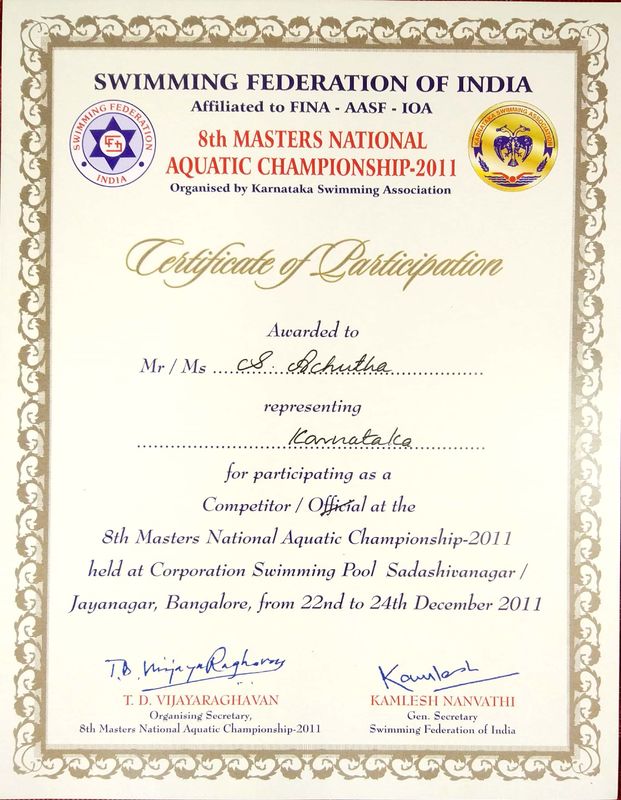 SWIMMING FEDERATION OF INDIA
Affiliated to FINA - AASF - IOA
SWIMMING FEDERATION
INDIA
8th MASTERS NATIONAL
AQUATIC CHAMPIONSHIP-2011
Organised by Karnataka Swimming Association
KARNATAKA SWIMMING ASSOCIATION
Certificate of Participation
Awarded to
Mr / Ms CS. Achutha
representing
Karnataka
for participating as a
Competitor / Official at the
8th Masters National Aquatic Championship-2011
held at Corporation Swimming Pool Sadashivanagar /
Jayanagar, Bangalore, from 22nd to 24th December 2011
Kamlesh
T. D. VIJAYARAGHAVAN
Organising Secretary,
8th Masters National Aquatic Championship-2011
KAMLESH NANVATHI
Gen. Secretary
Swimming Federation of India